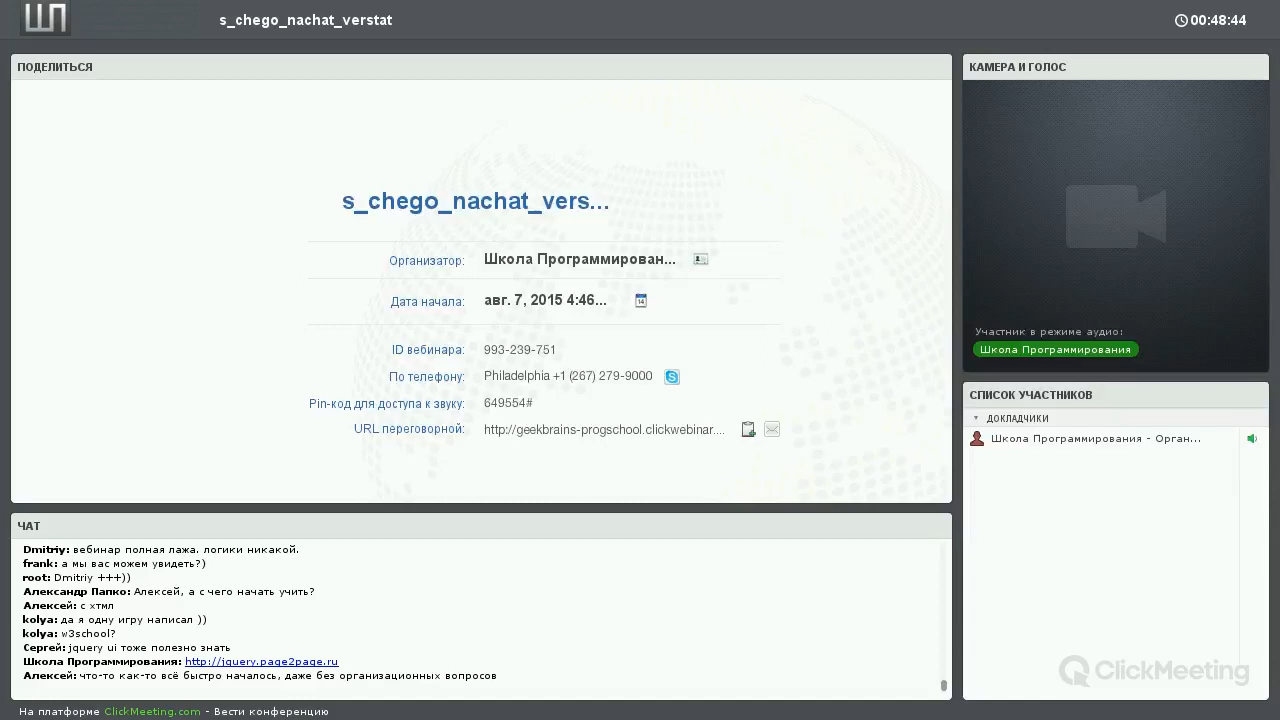 ШП
s_chego_nachat_verstat
00:48:44
ПОДЕЛИТЬСЯ
s_chego_nachat_vers...
Организатор: Школа Программирован...
Дата начала: авг. 7, 2015 4:46...
14
ID вебинара: 993-239-751
По телефону: Philadelphia +1 (267) 279-9000
Pin-код для доступа к звуку: 649554#
URL переговорной: http://geekbrains-progschool.clickwebinar....
КАМЕРА И ГОЛОС
Участник в режиме аудио:
Школа Программирования
СПИСОК УЧАСТНИКОВ
ДОКЛАДЧИКИ
Школа Программирования - Орган...
ClickMeeting
ЧАТ
Dmitriy: вебинар полная лажа. логики никакой.
frank: а мы вас можем увидеть?)
root: Dmitriy +++))
Александр Папко: Алексей, а с чего начать учить?
Алексей: с хтмл
kolya: да я одну игру написал ))
kolya: w3school?
Сергей: jquery ui тоже полезно знать
Школа Программирования: http://jquery.page2page.ru
Алексей: что-то как-то всё быстро началось, даже без организационных вопросов
На платформе ClickMeeting.com - Вести конференцию